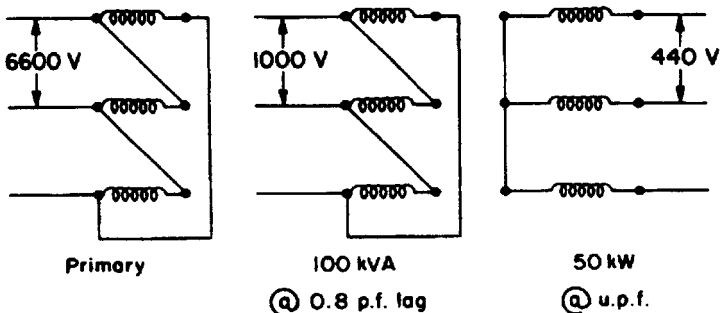 6600 V
1000 V
440 V
Primary
100 kVA
@ 0.8 p.f. lag
50 kW
@ u.p.f.